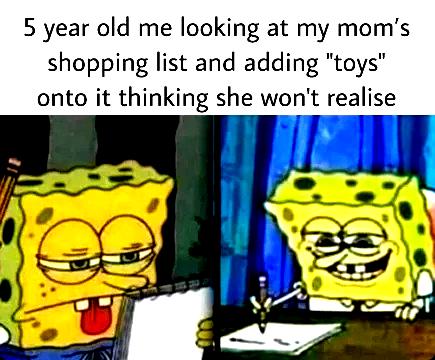 5 year old me looking at my mom’s
shopping list and adding "toys"
onto it thinking she won't realise